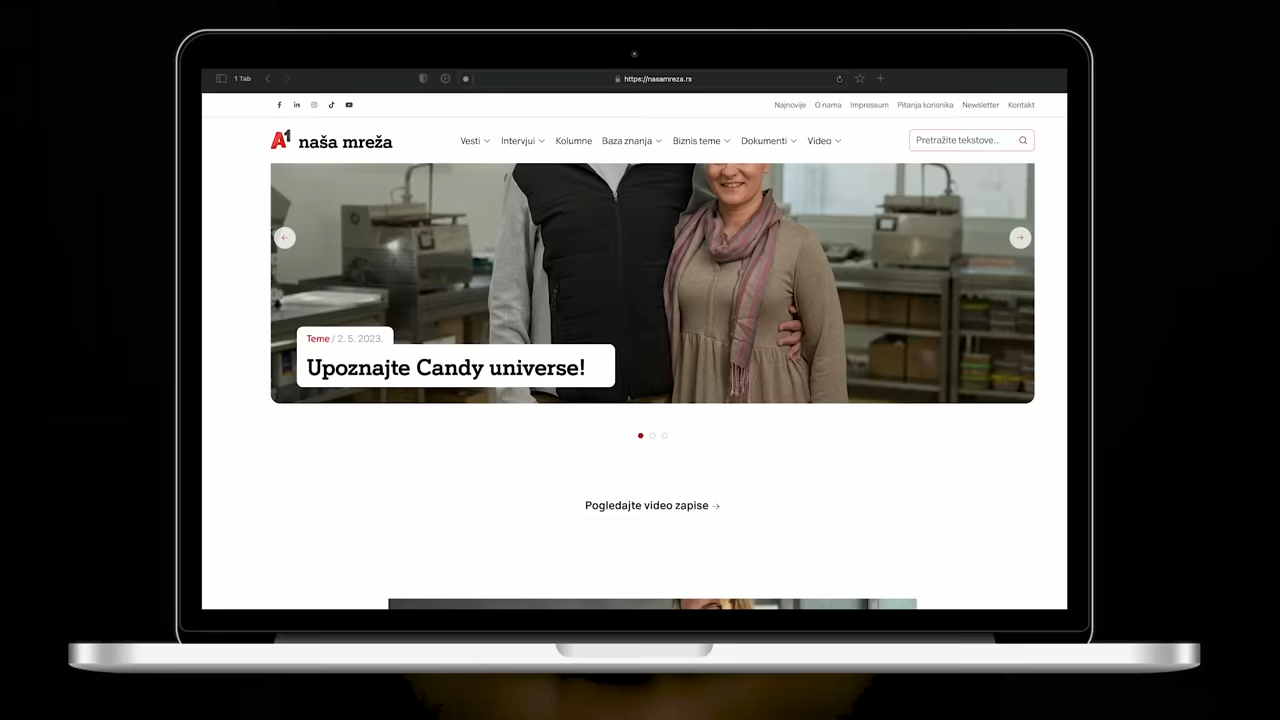 1 Tab
https://nasamreza.rs
Najnovije O nama Impressum Pitanja korisnika Newsletter Kontakt
A1 naša mreža
Vesti Intervjui Kolumne Baza znanja Biznis teme Dokumenti Video
Pretražite tekstove...
Teme / 2. 5. 2023.
Upoznajte Candy universe!
Pogledajte video zapise →